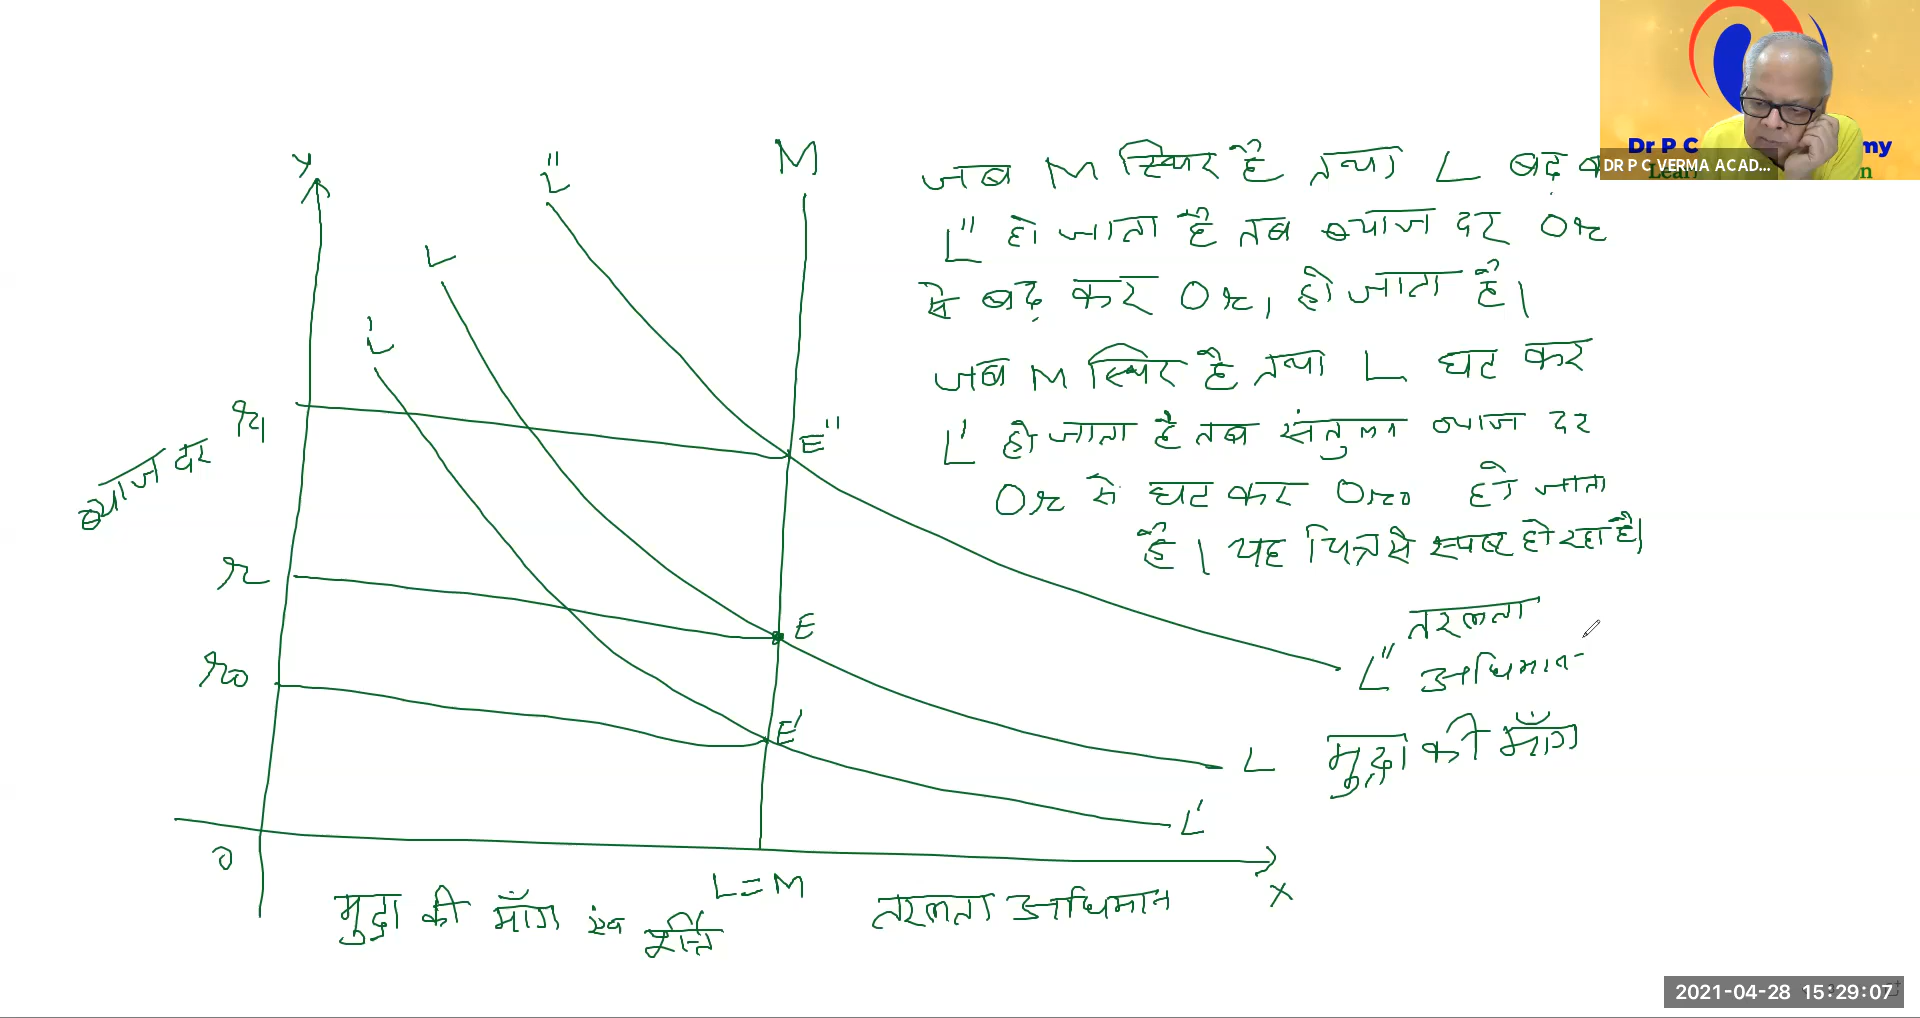 Dr P C
my
DR P C VERMA ACAD...
Lear
n
जब M स्थिर है तथा L बढ़ क
L" हो जाता है तब ब्याज दर Or
से बढ़ कर Or₁ हो जाता है।
जब M स्थिर है तथा L घट कर
L' हो जाता है तब संतुलन ब्याज दर
Or से घट कर Or₀ हो जाता
है। यह चित्र से स्पष्ट हो रहा है।
Y
L"
M
L
L'
r₁
E"
ब्याज दर
r
E
r₀
E'
तरलता
L" अधिमान
L मुद्रा की माँग
L'
O
L = M
X
मुद्रा की माँग एंव पूर्ति
तरलता अधिमान
2021-04-28 15:29:07